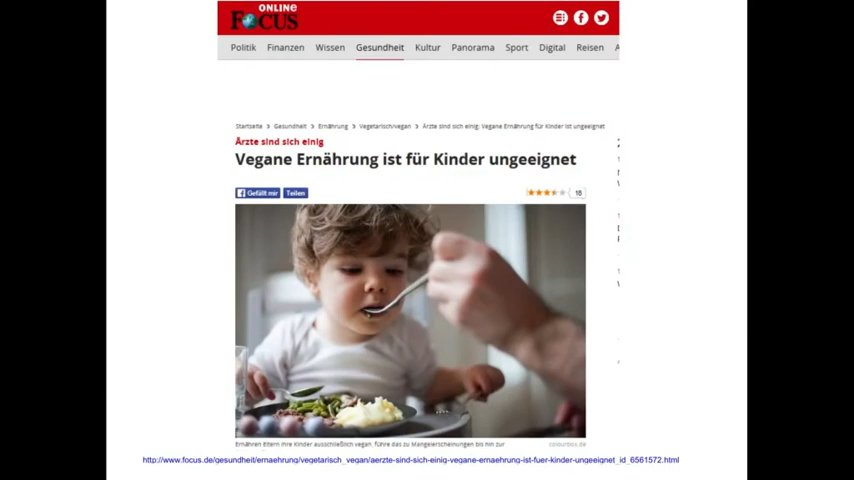 FOCUS ONLINE
Politik Finanzen Wissen Gesundheit Kultur Panorama Sport Digital Reisen
Startseite > Gesundheit > Ernährung > Vegetarisch/vegan > Ärzte sind sich einig: Vegane Ernährung für Kinder ist ungeeignet
Ärzte sind sich einig
Vegane Ernährung ist für Kinder ungeeignet
f Gefällt mir Teilen
15
Ernähren Eltern ihre Kinder ausschließlich vegan, führe das zu Mangelerscheinungen bis hin zur
colourbox.de
http://www.focus.de/gesundheit/ernaehrung/vegetarisch_vegan/aerzte-sind-sich-einig-vegane-ernaehrung-ist-fuer-kinder-ungeeignet_id_6561572.html